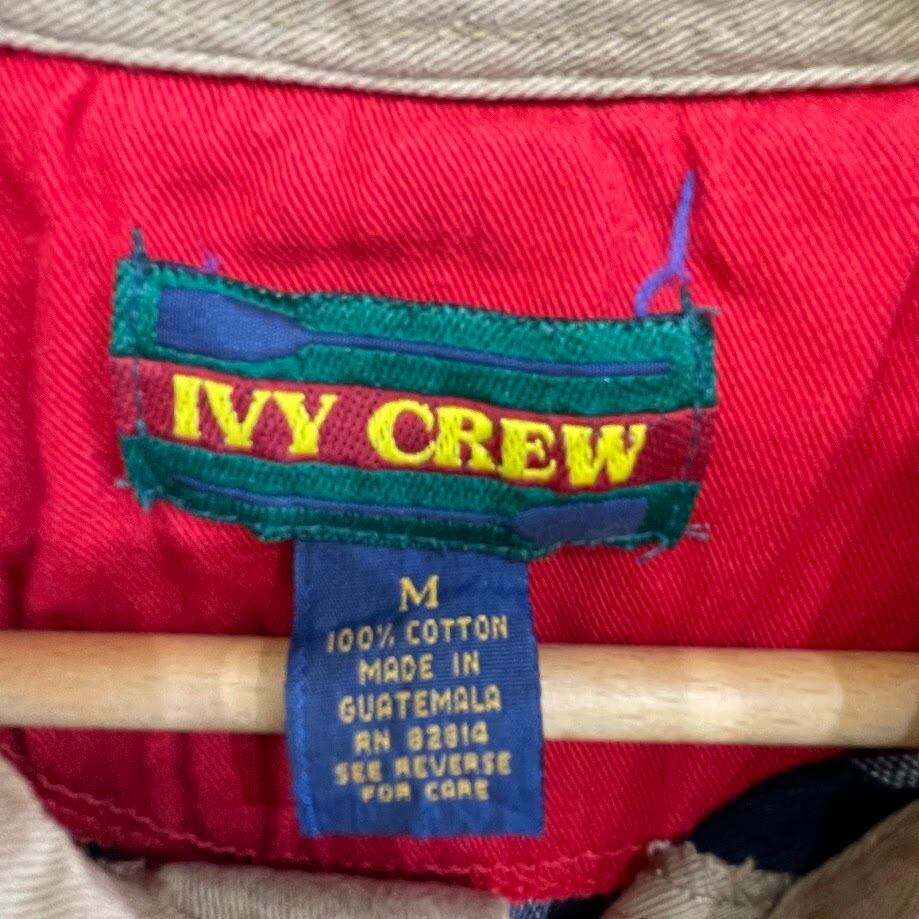 IVY CREW
M
100% COTTON
MADE IN
GUATEMALA
RN 82814
SEE REVERSE
FOR CARE